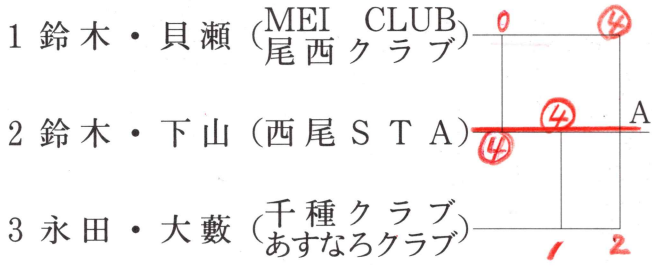 1 鈴木・貝瀬 (MEI CLUB 尾西クラブ) 0 ④
2 鈴木・下山 (西尾STA) ④ ④ A
3 永田・大藪 (千種クラブ あすなろクラブ) 1 2